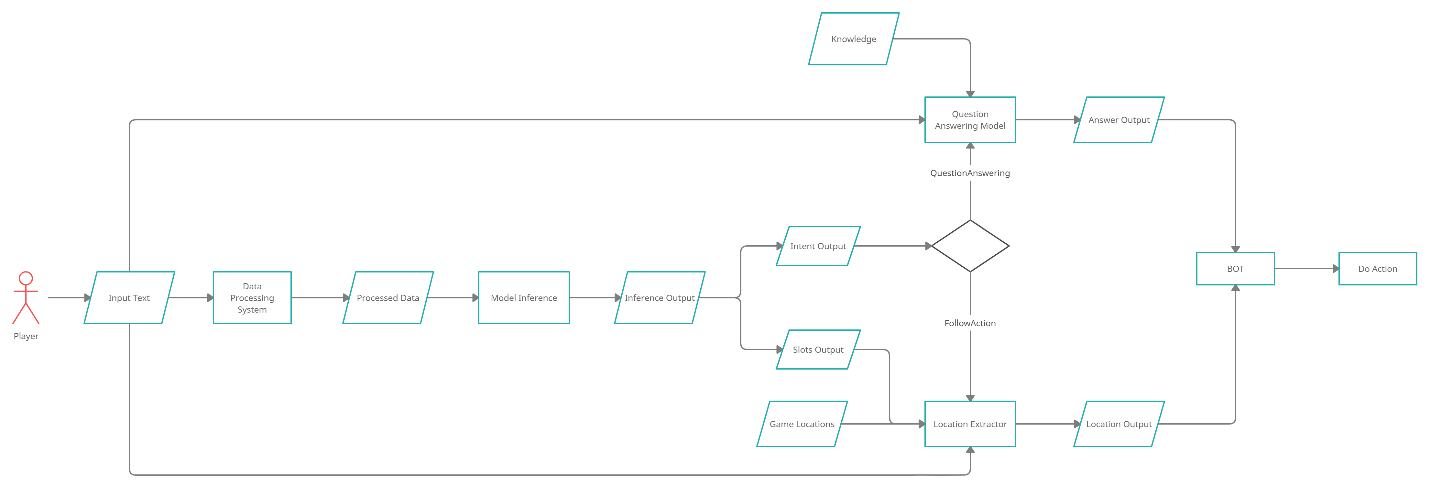 Knowledge
Question
Answering Model
Answer Output
QuestionAnswering
Intent Output
BOT
Do Action
Input Text
Data
Processing
System
Processed Data
Model Inference
Inference Output
Player
FollowAction
Slots Output
Game Locations
Location Extractor
Location Output